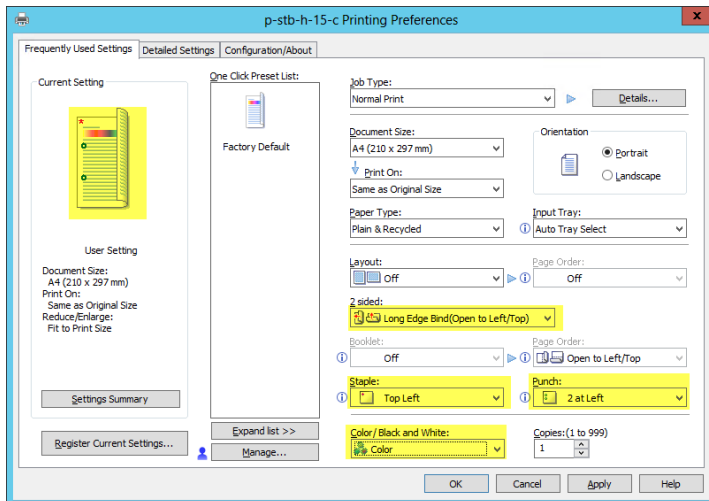 p-stb-h-15-c Printing Preferences
x
Frequently Used Settings Detailed Settings Configuration/About
Current Setting
User Setting
Document Size:
A4 (210 x 297 mm)
Print On:
Same as Original Size
Reduce/Enlarge:
Fit to Print Size
Settings Summary
Register Current Settings...
One Click Preset List:
Factory Default
Expand list >>
Manage...
Job Type:
Normal Print
Details...
Document Size:
A4 (210 x 297 mm)
Print On:
Same as Original Size
Orientation
Portrait
Landscape
Paper Type:
Plain & Recycled
Input Tray:
Auto Tray Select
Layout:
Off
Page Order:
Off
2 sided:
Long Edge Bind(Open to Left/Top)
Booklet:
Off
Page Order:
Open to Left/Top
Staple:
Top Left
Punch:
2 at Left
Color/Black and White:
Color
Copies:(1 to 999)
1
OK Cancel Apply Help